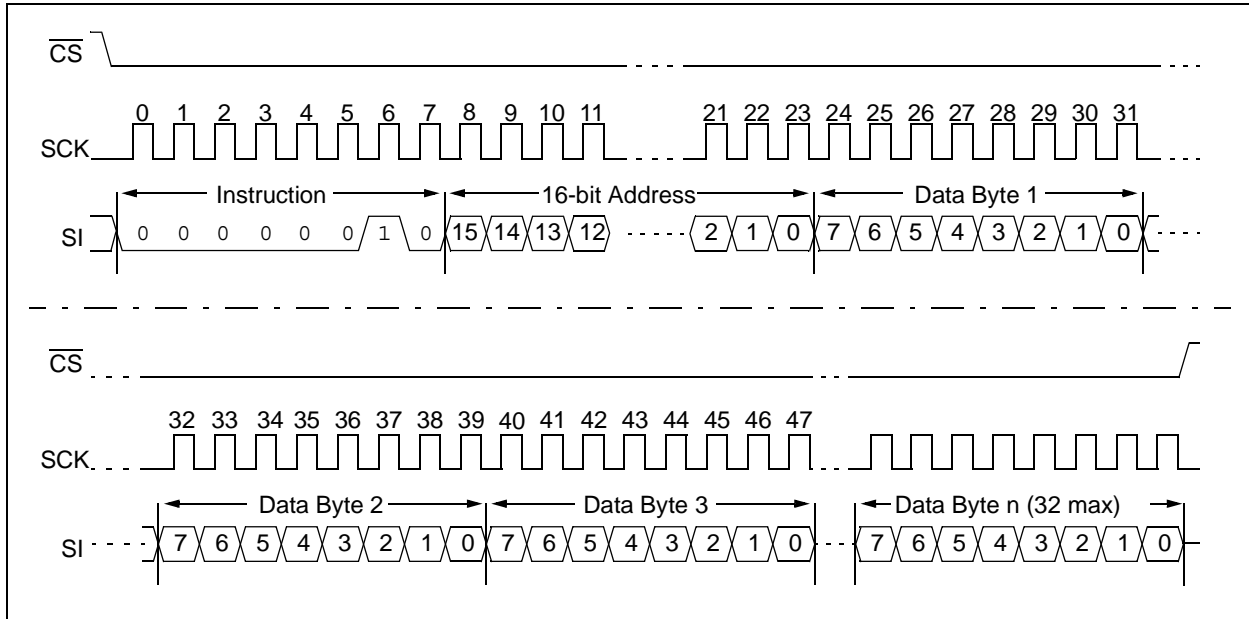 CS
0 1 2 3 4 5 6 7 8 9 10 11 21 22 23 24 25 26 27 28 29 30 31
SCK
Instruction 16-bit Address Data Byte 1
SI 0 0 0 0 0 0 1 0 15 14 13 12 2 1 0 7 6 5 4 3 2 1 0
CS
32 33 34 35 36 37 38 39 40 41 42 43 44 45 46 47
SCK
Data Byte 2 Data Byte 3 Data Byte n (32 max)
SI 7 6 5 4 3 2 1 0 7 6 5 4 3 2 1 0 7 6 5 4 3 2 1 0